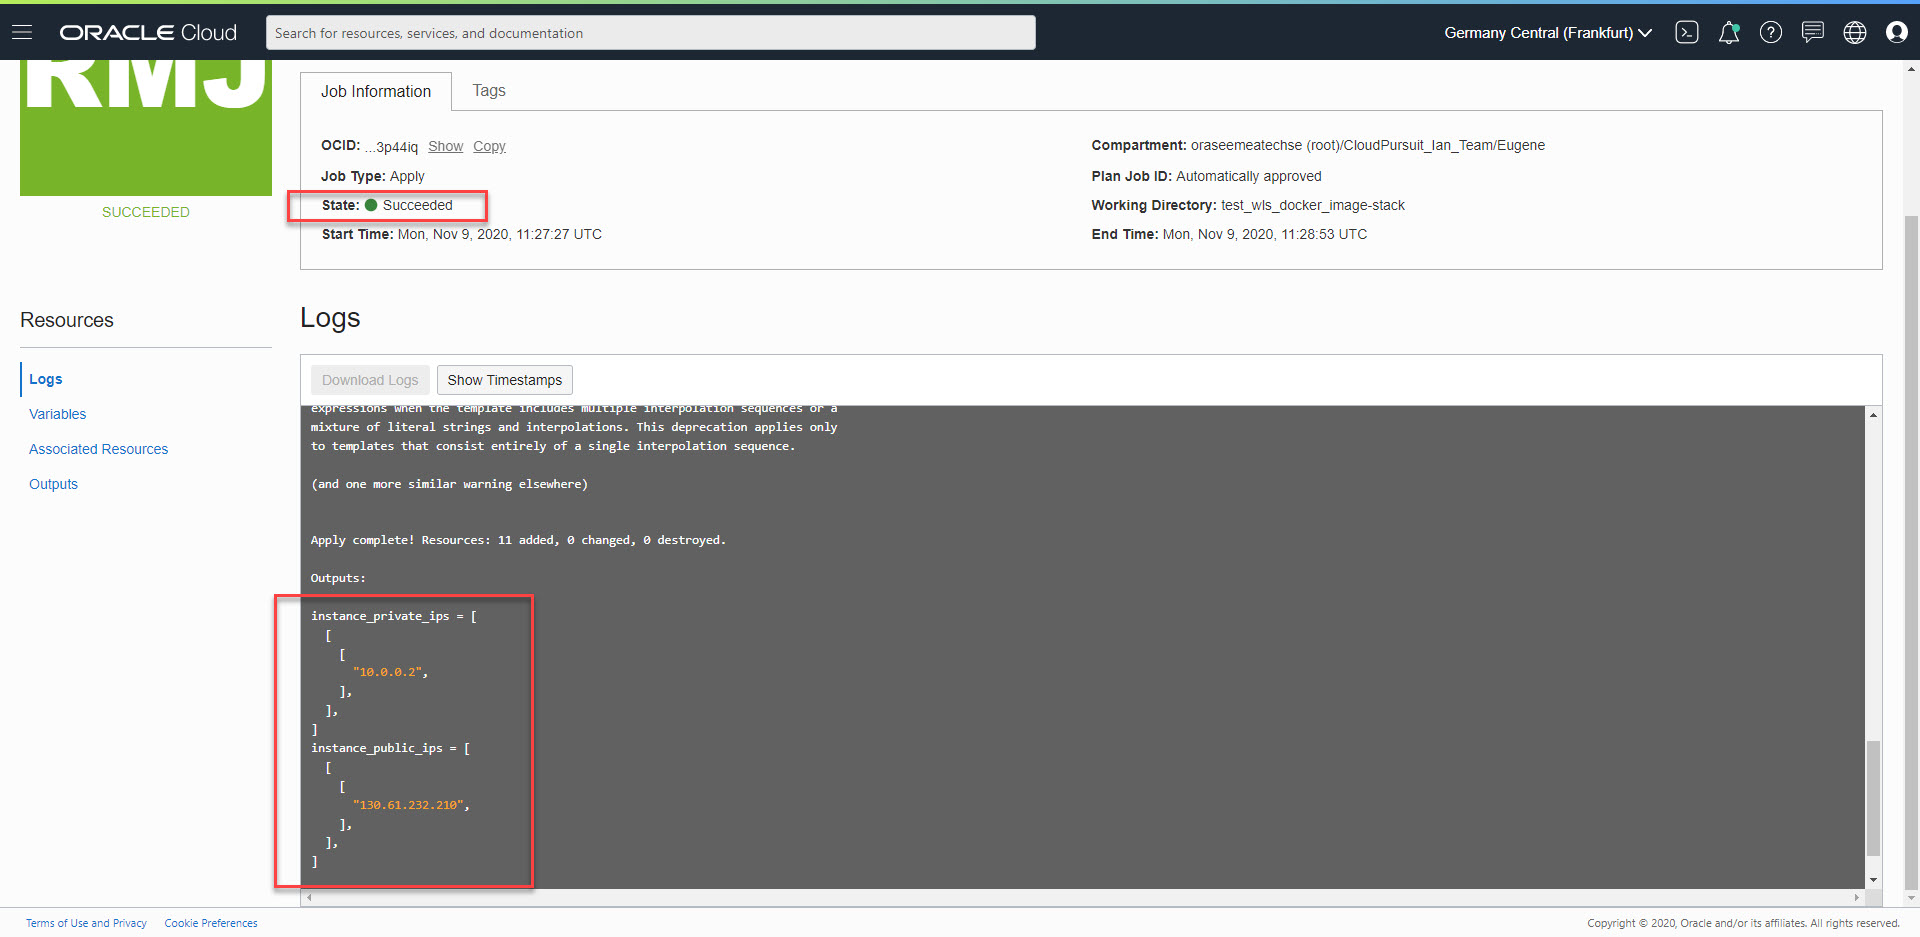 ORACLE Cloud
Search for resources, services, and documentation
Germany Central (Frankfurt)
RMJ
SUCCEEDED
Job Information
Tags
OCID: ...3p44iq Show Copy
Job Type: Apply
State: Succeeded
Start Time: Mon, Nov 9, 2020, 11:27:27 UTC
Compartment: oraseemeatechse (root)/CloudPursuit_Ian_Team/Eugene
Plan Job ID: Automatically approved
Working Directory: test_wls_docker_image-stack
End Time: Mon, Nov 9, 2020, 11:28:53 UTC
Resources
Logs
Variables
Associated Resources
Outputs
Logs
Download Logs
Show Timestamps
expressions when the template includes multiple interpolation sequences or a
mixture of literal strings and interpolations. This deprecation applies only
to templates that consist entirely of a single interpolation sequence.
(and one more similar warning elsewhere)
Apply complete! Resources: 11 added, 0 changed, 0 destroyed.
Outputs:
instance_private_ips = [
[
[
"10.0.0.2",
],
],
]
instance_public_ips = [
[
[
"130.61.232.210",
],
],
]
Terms of Use and Privacy
Cookie Preferences
Copyright © 2020, Oracle and/or its affiliates. All rights reserved.